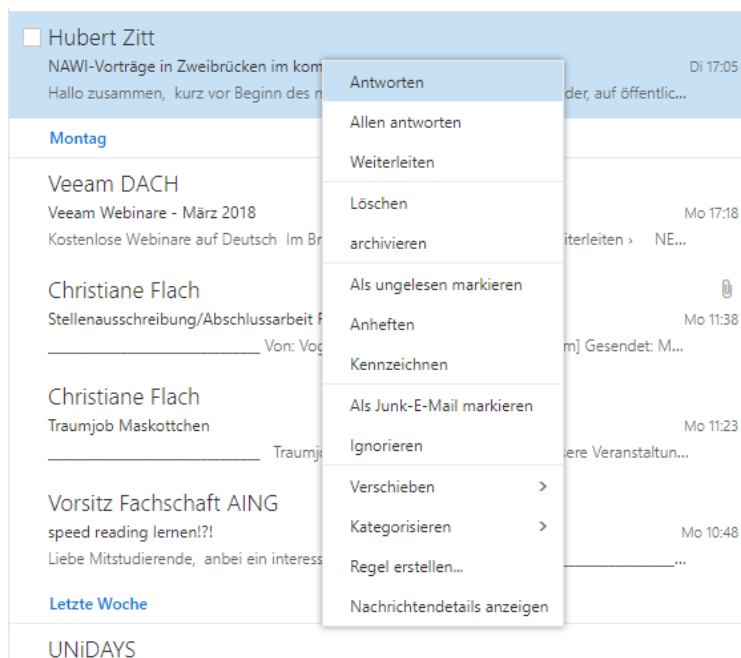 Hubert Zitt
NAWI-Vorträge in Zweibrücken im kom
Di 17:05
Hallo zusammen, kurz vor Beginn des
der, auf öffentlic...
Montag
Veeam DACH
Veeam Webinare - März 2018
Mo 17:18
Kostenlose Webinare auf Deutsch Im
iterleiten › NE...
Christiane Flach
Stellenausschreibung/Abschlussarbeit
Mo 11:38
______________________________ Von:
m] Gesendet: M...
Christiane Flach
Traumjob Maskottchen
Mo 11:23
______________________________ Traumj
sere Veranstaltun...
Vorsitz Fachschaft AING
speed reading lernen!?!
Mo 10:48
Liebe Mitstudierende, anbei ein interess
________________...
Letzte Woche
UNiDAYS
Antworten
Allen antworten
Weiterleiten
Löschen
archivieren
Als ungelesen markieren
Anheften
Kennzeichnen
Als Junk-E-Mail markieren
Ignorieren
Verschieben >
Kategorisieren >
Regel erstellen...
Nachrichtendetails anzeigen